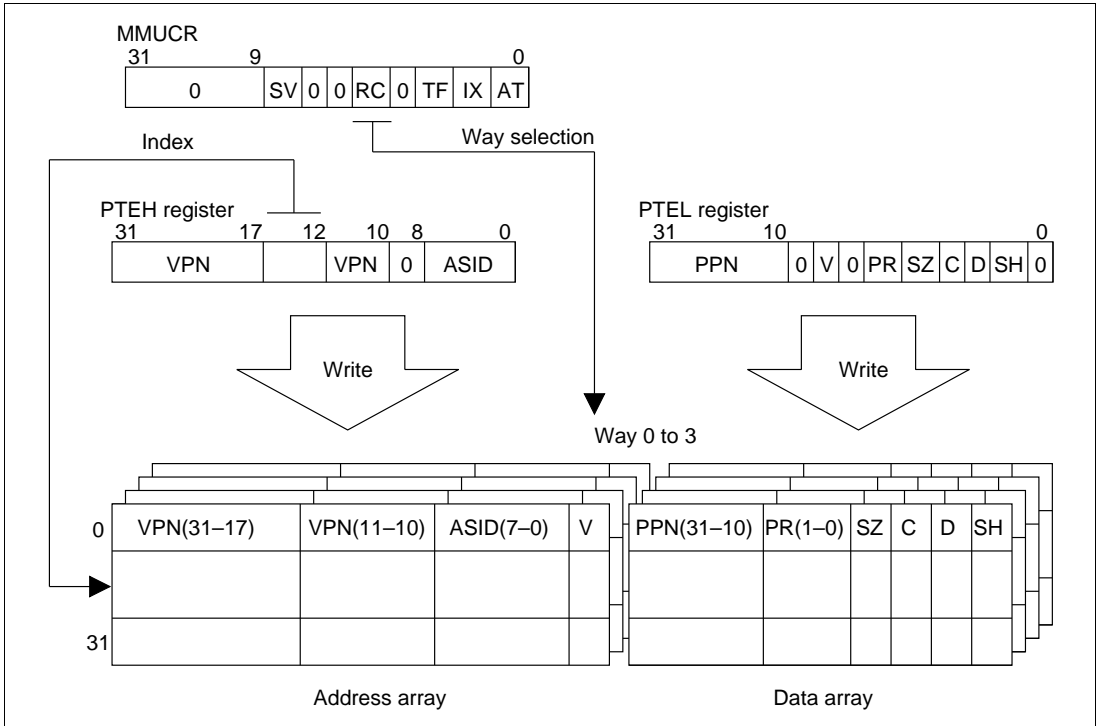 MMUCR
31 9 0
0 SV 0 0 RC 0 TF IX AT
Index
Way selection
PTEH register
31 17 12 10 8 0
VPN VPN 0 ASID
PTEL register
31 10 0
PPN 0 V 0 PR SZ C D SH 0
Write
Write
Way 0 to 3
0 VPN(31–17) VPN(11–10) ASID(7–0) V
PPN(31–10) PR(1–0) SZ C D SH
31
Address array
Data array